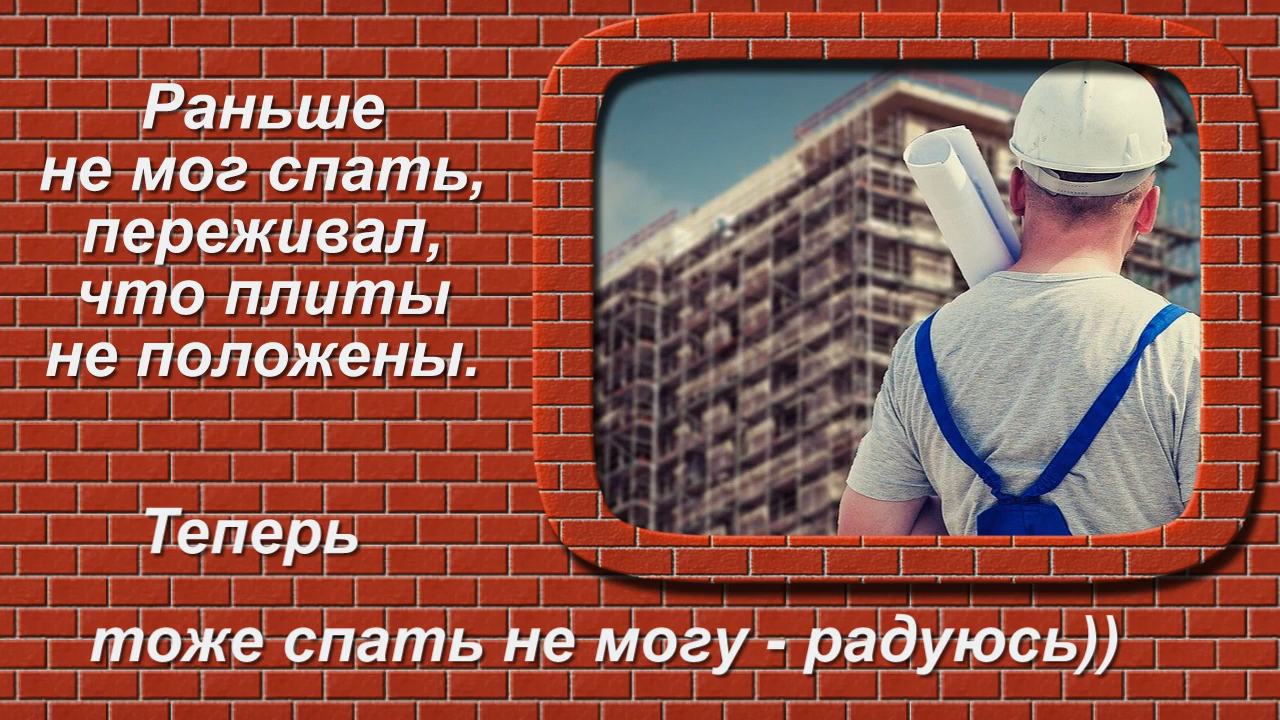 Раньше
не мог спать,
переживал,
что плиты
не положены.
Теперь
тоже спать не могу - радуюсь))